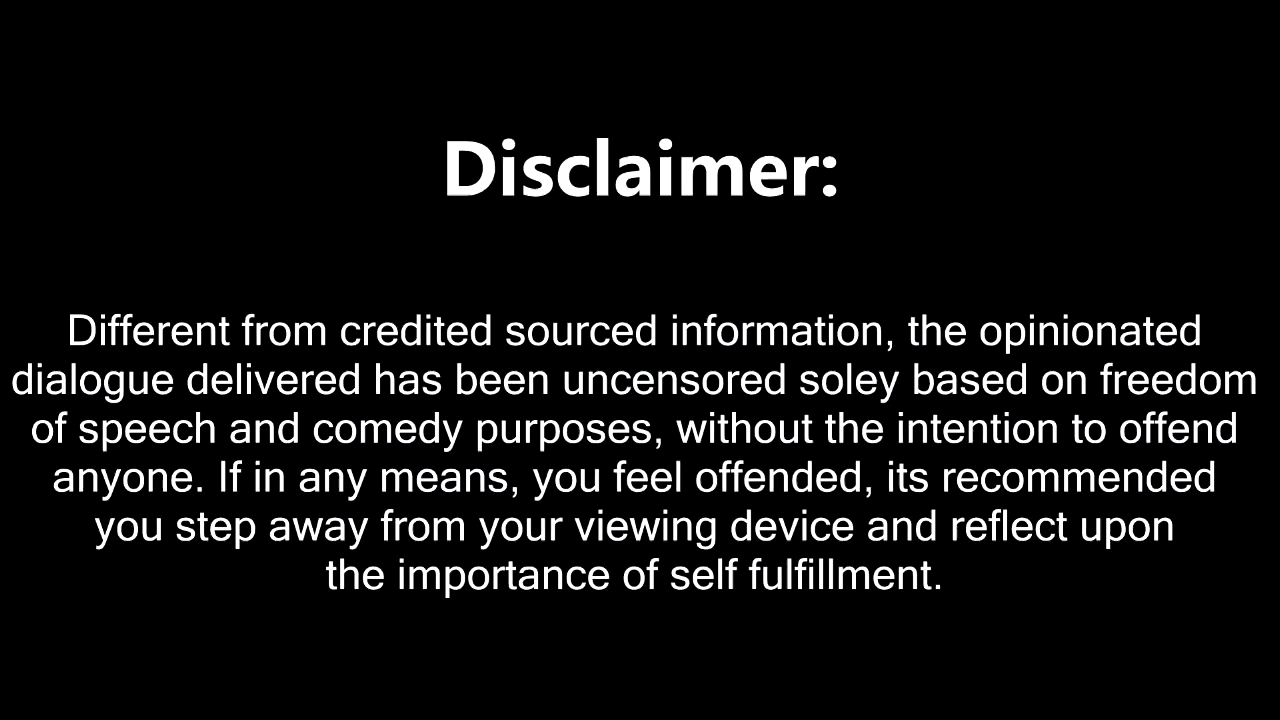 Disclaimer:
Different from credited sourced information, the opinionated
dialogue delivered has been uncensored soley based on freedom
of speech and comedy purposes, without the intention to offend
anyone. If in any means, you feel offended, its recommended
you step away from your viewing device and reflect upon
the importance of self fulfillment.